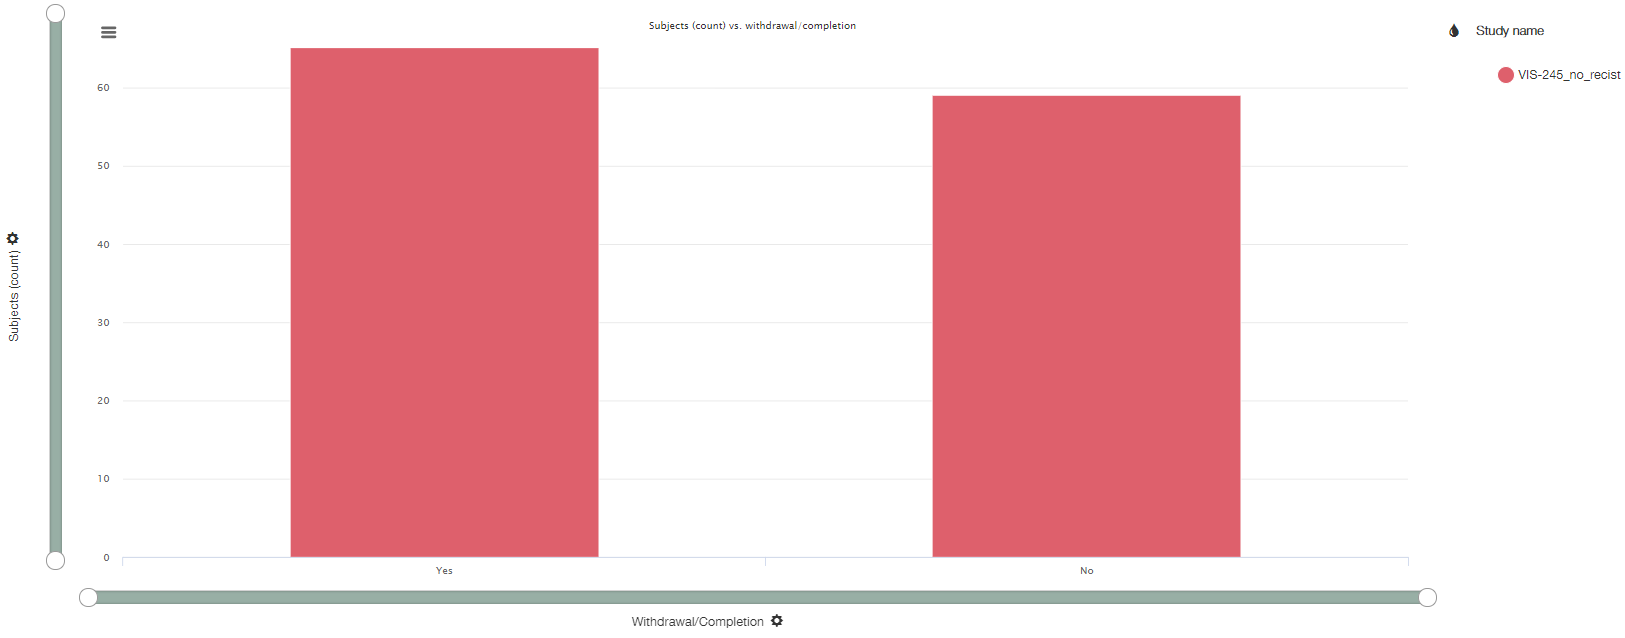 Subjects (count) vs. withdrawal/completion
Study name
VIS-245_no_recist
Subjects (count)
60
50
40
30
20
10
0
Yes
No
Withdrawal/Completion